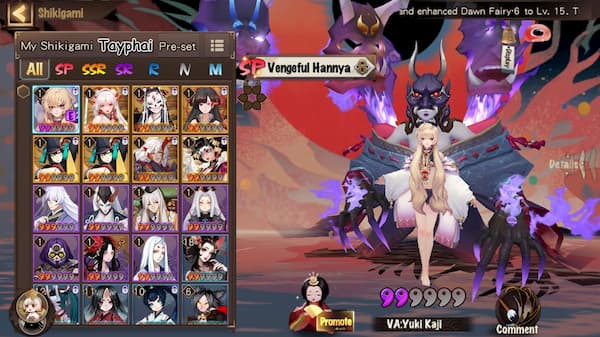 Shikigami
and enhanced Dawn Fairy·6 to Lv. 15. T
My Shikigami Tayphai Pre-set
All SP SSR SR R N M
SP Vengeful Hannya
Display
Details
Promote
VA:Yuki Kaji
Comment